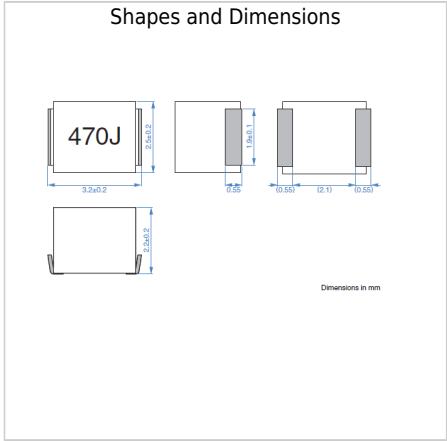 Shapes and Dimensions
470J
2.5±0.2
3.2±0.2
1.9±0.1
0.55
(0.55)
(2.1)
(0.55)
2.2±0.2
Dimensions in mm